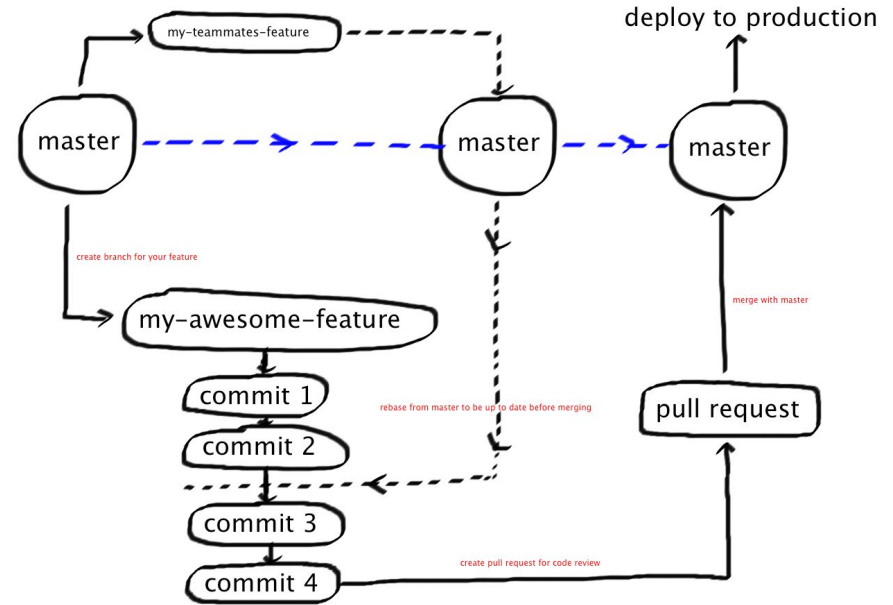 deploy to production
my-teammates-feature
master
master
master
create branch for your feature
merge with master
my-awesome-feature
commit 1
rebase from master to be up to date before merging
pull request
commit 2
commit 3
create pull request for code review
commit 4